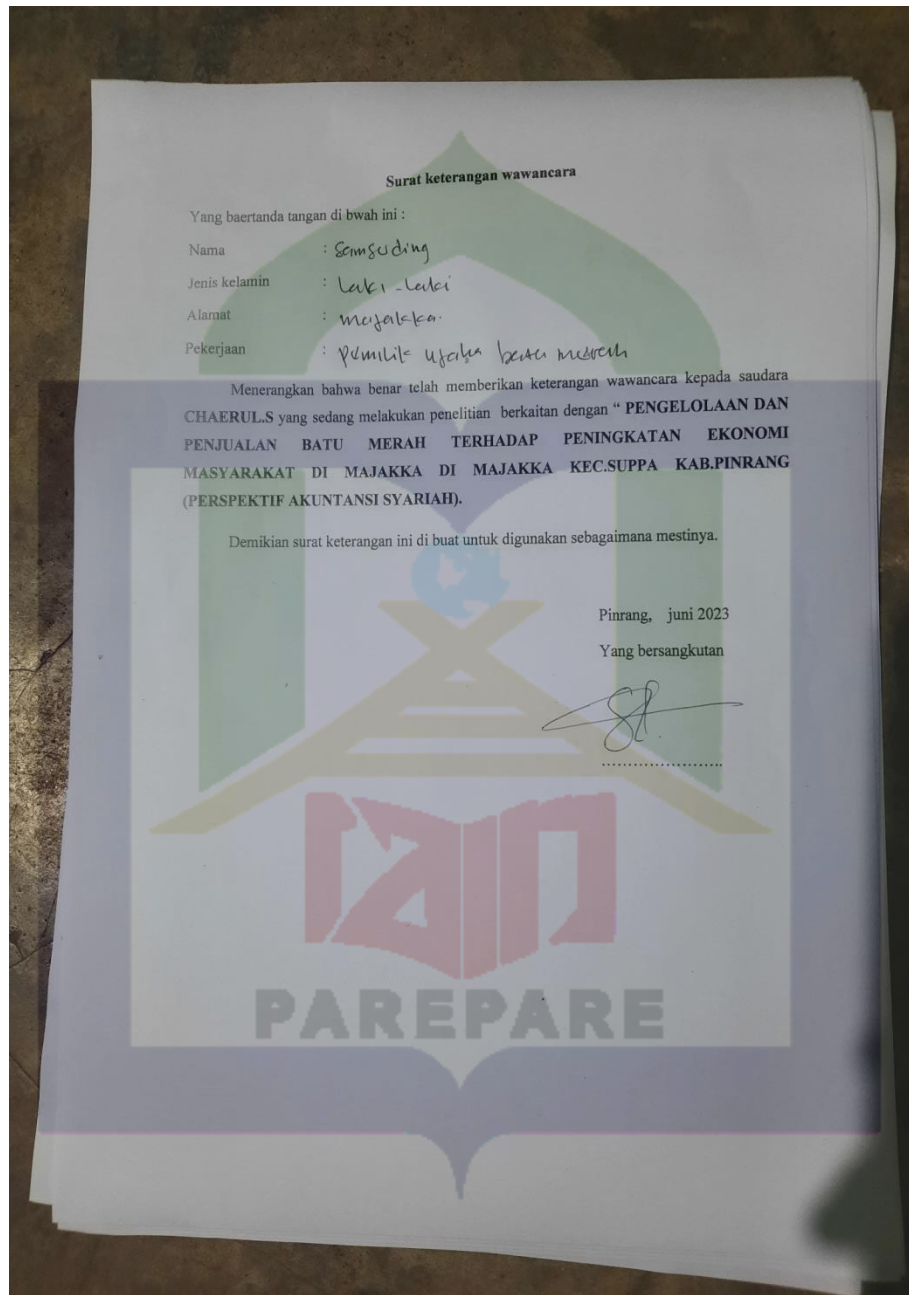 Surat keterangan wawancara
Yang baertanda tangan di bwah ini :
Nama : Samsuding
Jenis kelamin : Laki-Laki
Alamat : majakka.
Pekerjaan : Pemilik usaha batu merah
Menerangkan bahwa benar telah memberikan keterangan wawancara kepada saudara
CHAERUL.S yang sedang melakukan penelitian berkaitan dengan “ PENGELOLAAN DAN
PENJUALAN BATU MERAH TERHADAP PENINGKATAN EKONOMI
MASYARAKAT DI MAJAKKA DI MAJAKKA KEC.SUPPA KAB.PINRANG
(PERSPEKTIF AKUNTANSI SYARIAH).
Demikian surat keterangan ini di buat untuk digunakan sebagaimana mestinya.
Pinrang, juni 2023
Yang bersangkutan
........................
iain
PAREPARE